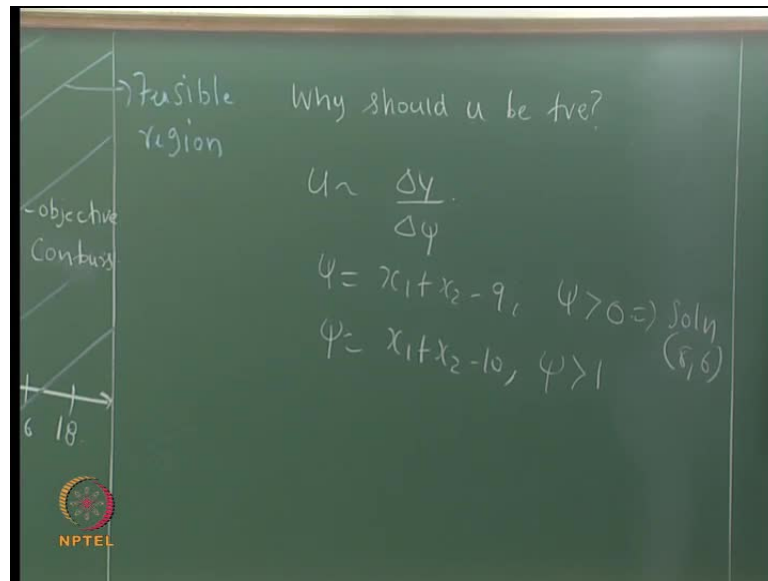 → Feasible
region
Why should u be +ve?
U ~ Δy
Δψ
-objective
Contours
ψ = x₁ + x₂ - 9, ψ > 0 => Soln
(8,6)
ψ = x₁ + x₂ - 10, ψ > 1
6 18
NPTEL